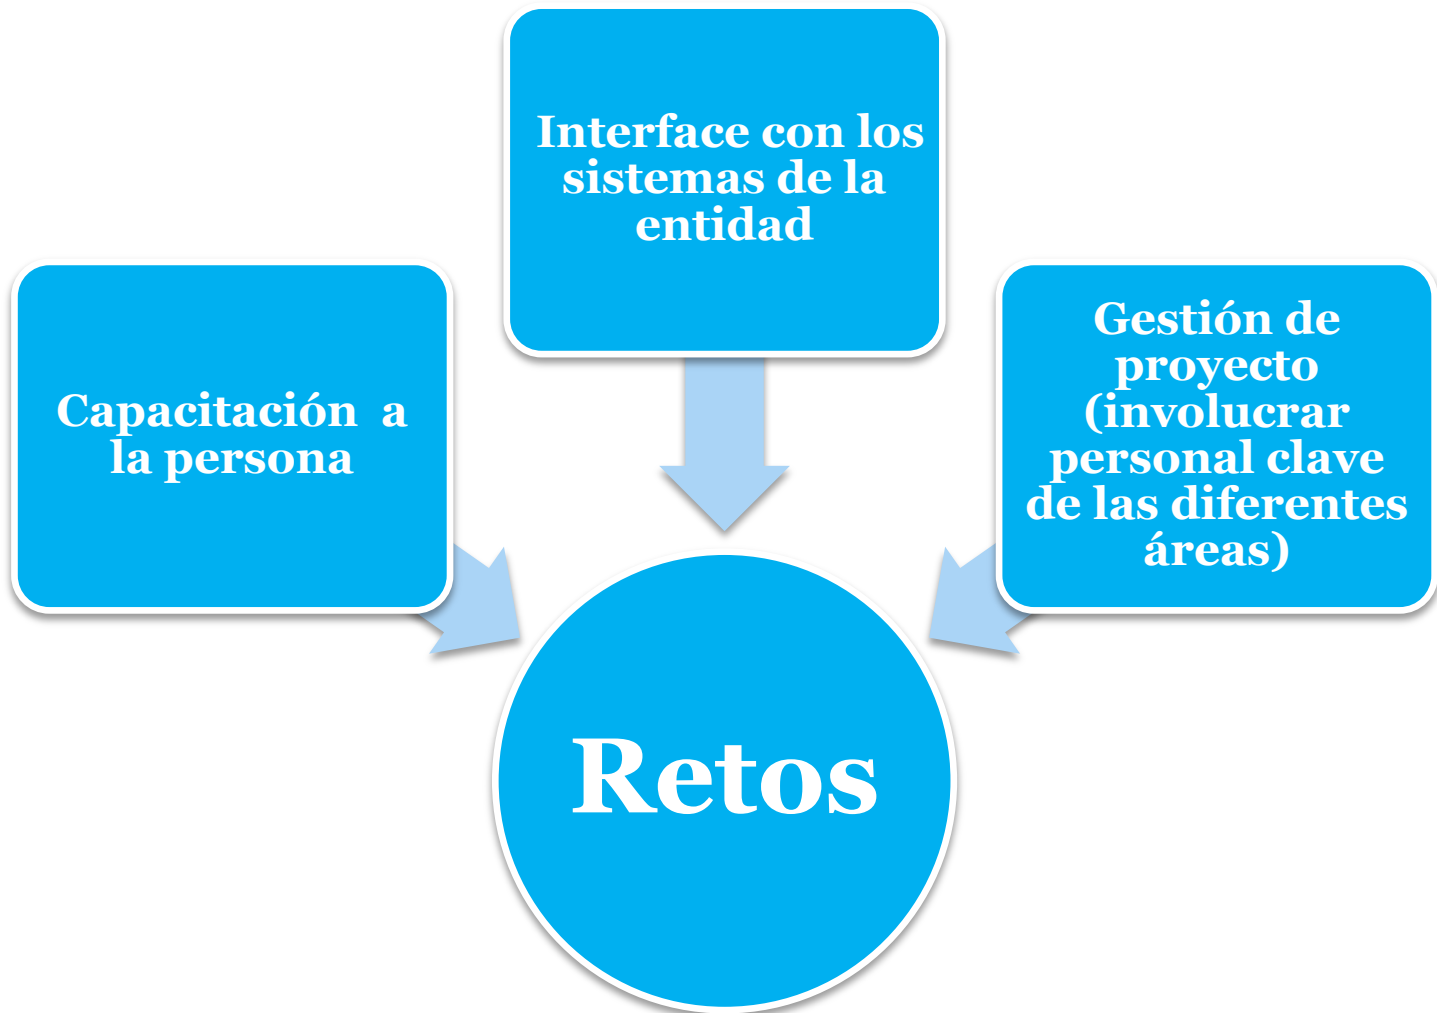 Interface con los
sistemas de la
entidad
Capacitación  a
la persona
Gestión de
proyecto
(involucrar
personal clave
de las diferentes
áreas)
Retos